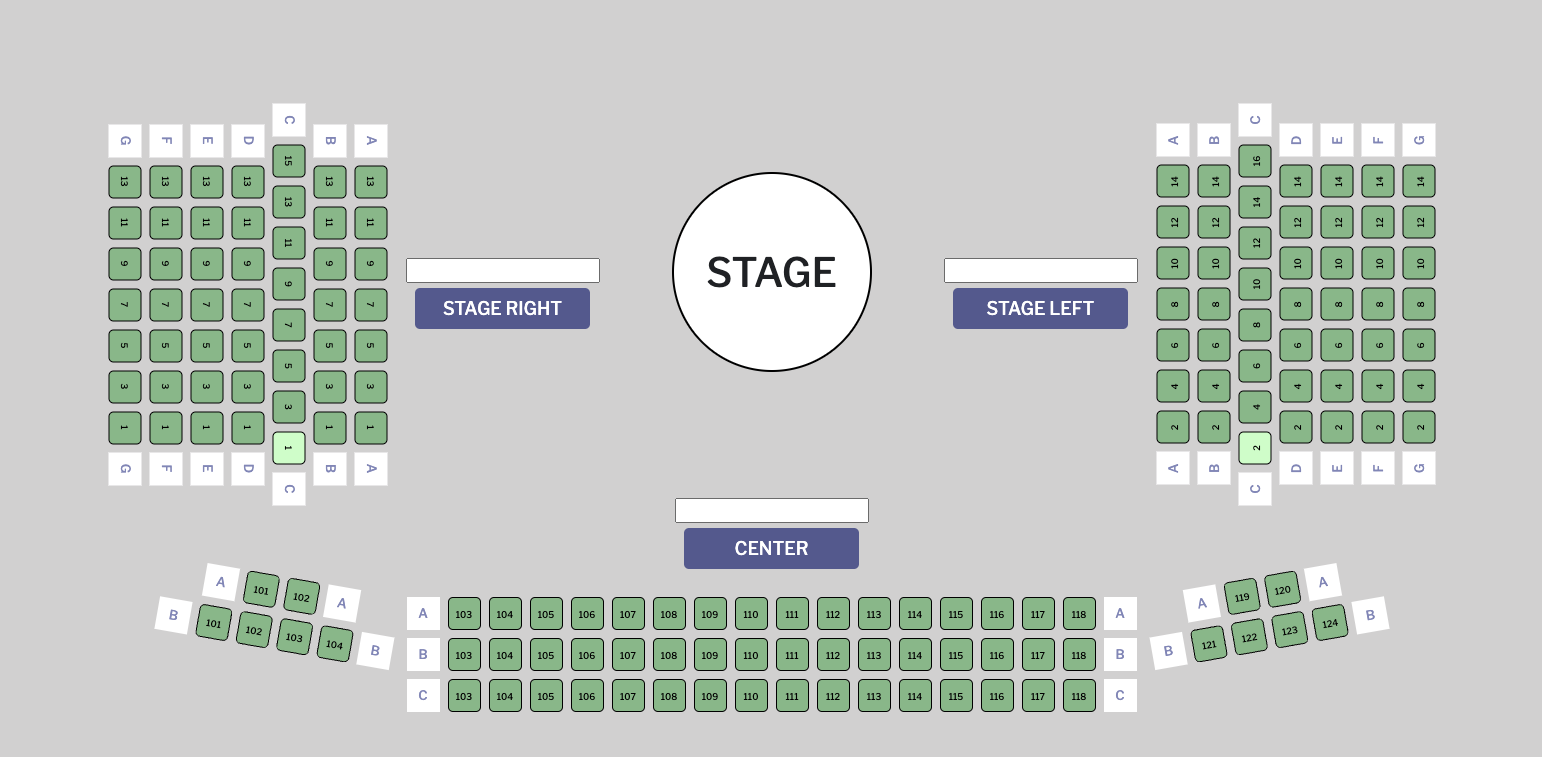 C C
G F E D B A A B D E F G
15 16
13 13 13 13 13 13 14 14 14 14 14 14
13 14
11 11 11 11 11 11 12 12 12 12 12 12
11 12
9 9 9 9 9 9 10 10 10 10 10 10
STAGE
9 10
7 7 7 7 7 7 8 8 8 8 8 8
STAGE RIGHT STAGE LEFT
7 8
5 5 5 5 5 5 6 6 6 6 6 6
5 6
3 3 3 3 3 3 4 4 4 4 4 4
3 4
1 1 1 1 1 1 2 2 2 2 2 2
1 2
G F E D B A A B D E F G
C C
CENTER
A 101 102 A
B 101 102 103 104 B
A 103 104 105 106 107 108 109 110 111 112 113 114 115 116 117 118 A
B 103 104 105 106 107 108 109 110 111 112 113 114 115 116 117 118 B
C 103 104 105 106 107 108 109 110 111 112 113 114 115 116 117 118 C
A 119 120 A
B 121 122 123 124 B